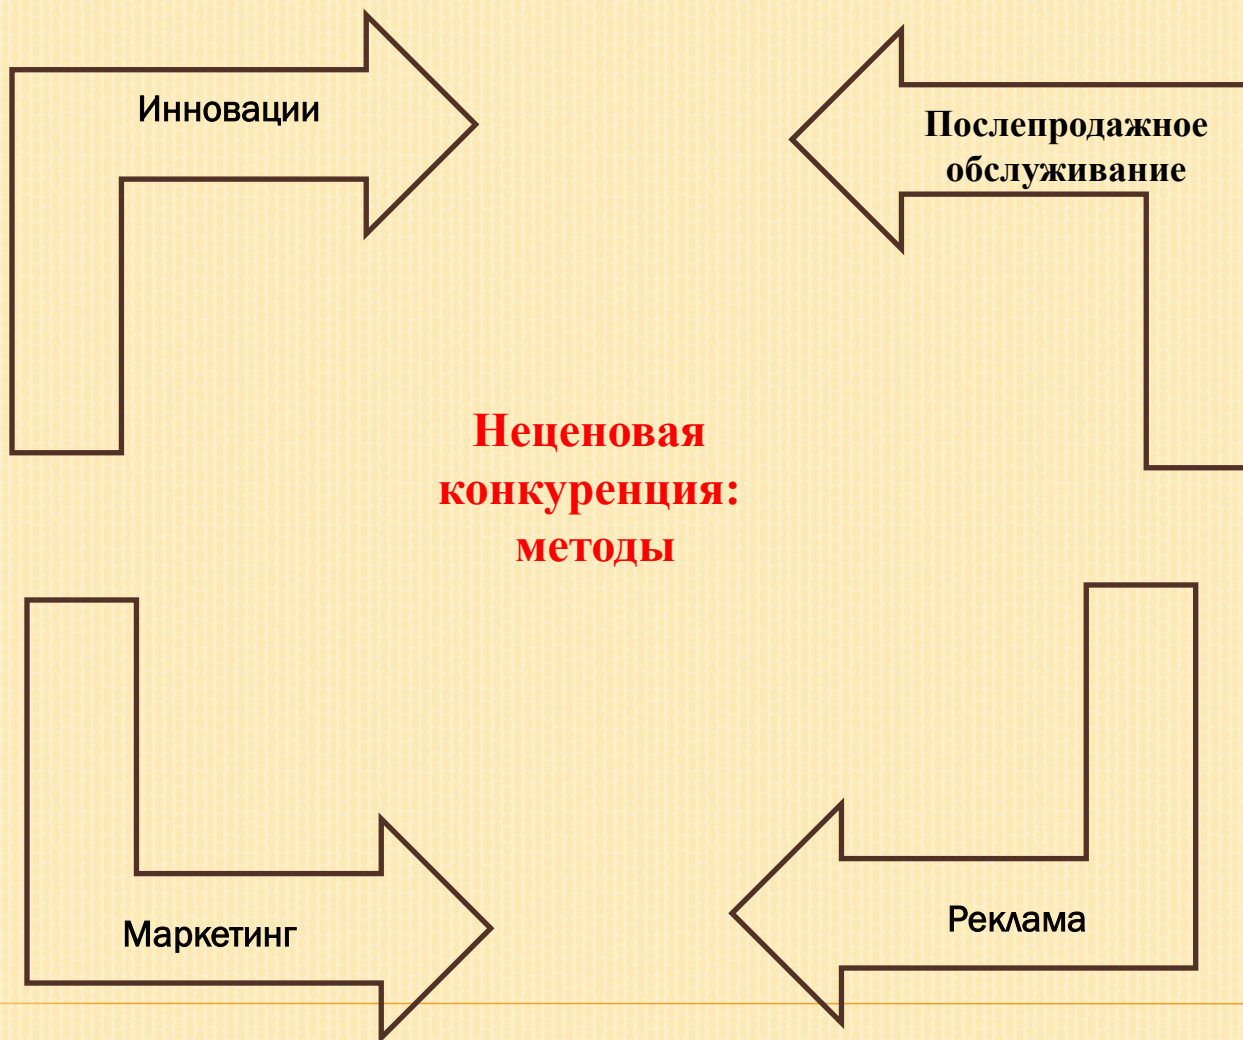 Инновации
Послепродажное
обслуживание
Неценовая
конкуренция:
методы
Маркетинг
Реклама